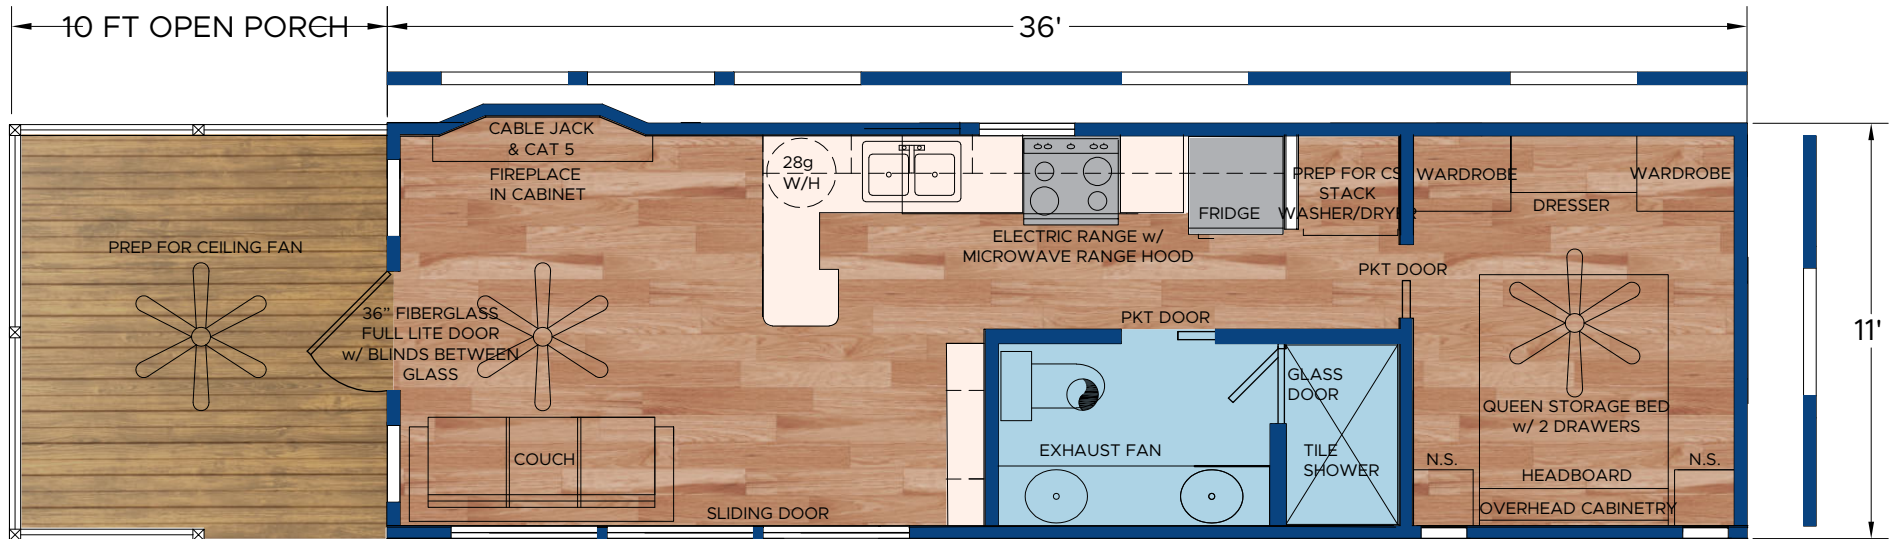 10 FT OPEN PORCH
36'
CABLE JACK
& CAT 5
FIREPLACE
IN CABINET
28g
W/H
PREP FOR CEILING FAN
36” FIBERGLASS
FULL LITE DOOR
w/ BLINDS BETWEEN
GLASS
COUCH
SLIDING DOOR
ELECTRIC RANGE w/
MICROWAVE RANGE HOOD
FRIDGE
PREP FOR CS
STACK
WASHER/DRYER
PKT DOOR
PKT DOOR
WARDROBE
DRESSER
WARDROBE
GLASS
DOOR
EXHAUST FAN
TILE
SHOWER
QUEEN STORAGE BED
w/ 2 DRAWERS
N.S.
HEADBOARD
N.S.
OVERHEAD CABINETRY
11'